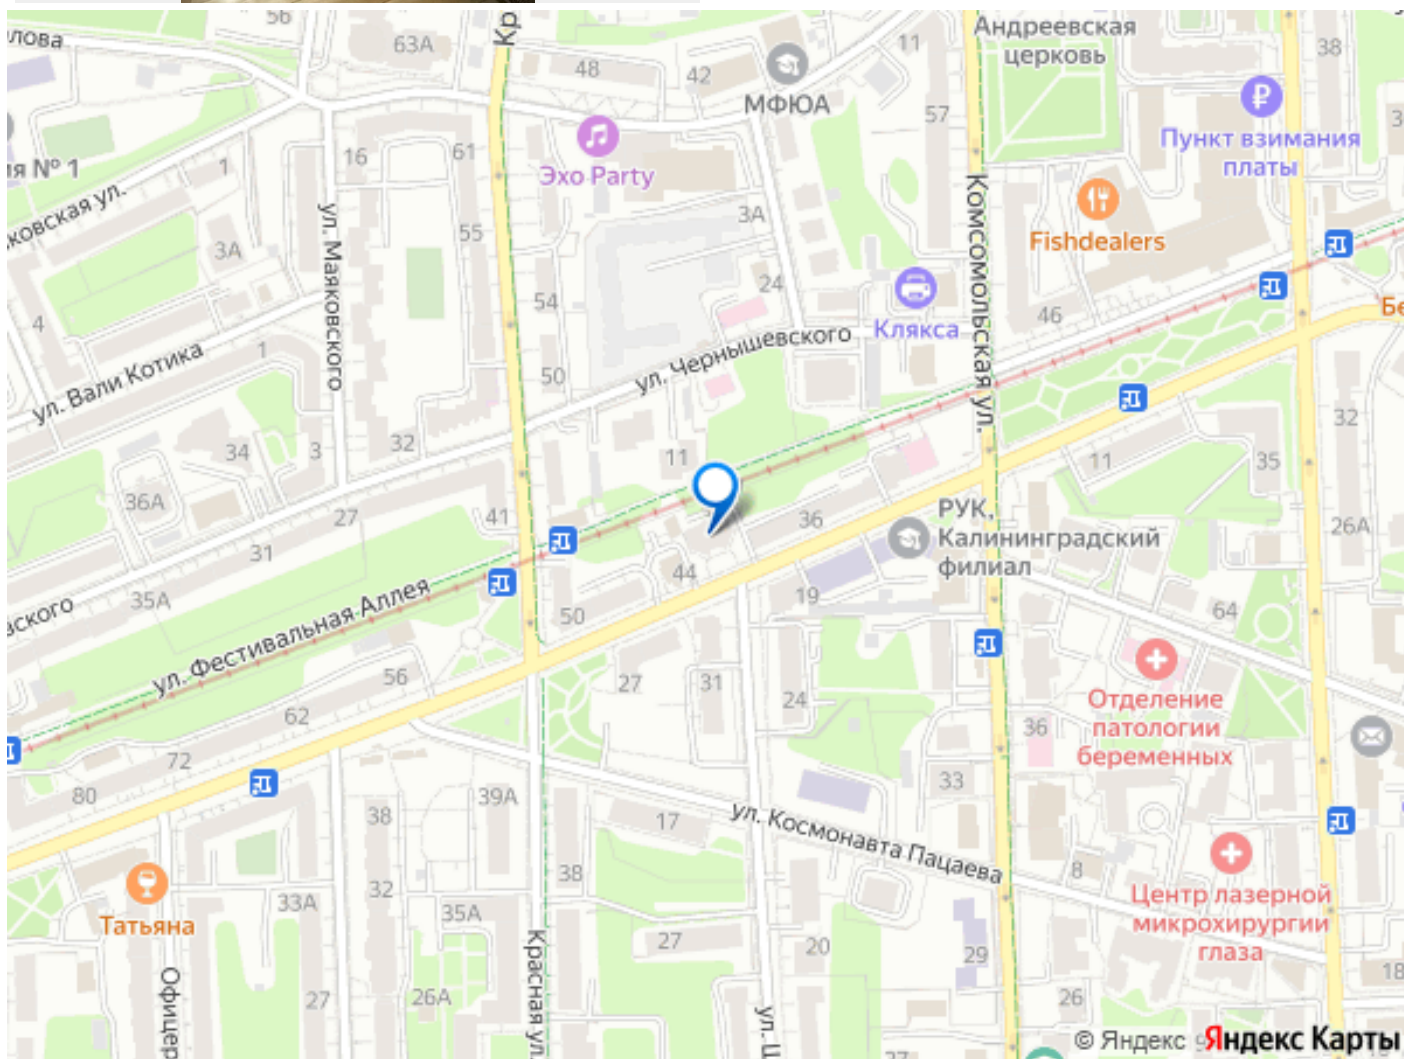 56
лова
63А
Кр
48
42
МФЮА
11
Андреевская
церковь
38
57
Пункт взимания
платы
61
16
1
я № 1
Эхо Party
ковская ул.
3А
ул. Маяковского
55
3А
Комсомольская ул.
Fishdealers
24
54
Клякса
46
4
ул. Чернышевского
1
ул. Вали Котика
50
32
34
3
32
11
11
35
36А
27
41
36
РУК,
Калининградский
филиал
26А
31
44
35А
вского
ул. Фестивальная Аллея
50
19
64
56
27
31
24
Отделение
патологии
беременных
62
36
72
33
80
39А
38
17
ул. Космонавта Пацаева
8
38
32
33А
35А
Татьяна
Центр лазерной
микрохирургии
глаза
27
20
29
Красная ул.
Офицер
27
26А
26
18
ул. Ш
27
© Яндекс
Яндекс Карты